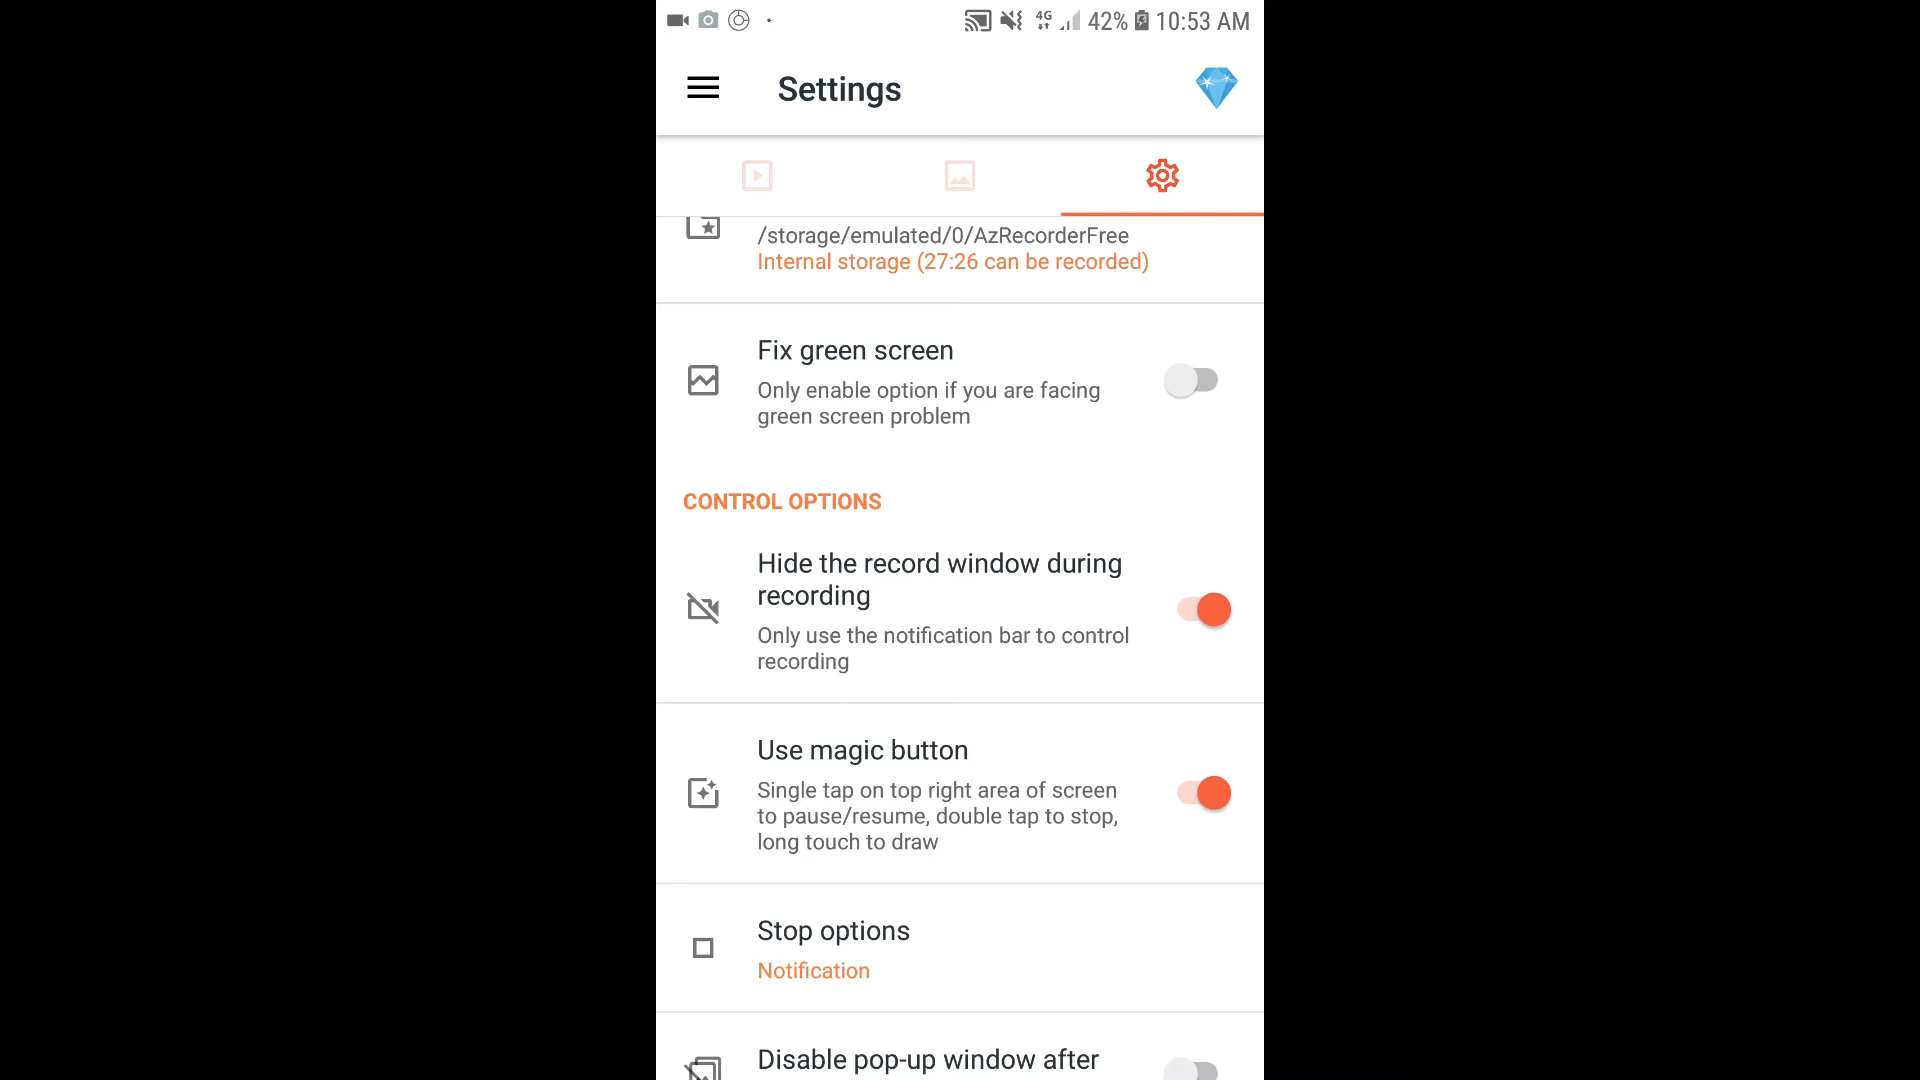 4G 42% 10:53 AM
Settings
/storage/emulated/0/AzRecorderFree
Internal storage (27:26 can be recorded)
Fix green screen
Only enable option if you are facing
green screen problem
CONTROL OPTIONS
Hide the record window during
recording
Only use the notification bar to control
recording
Use magic button
Single tap on top right area of screen
to pause/resume, double tap to stop,
long touch to draw
Stop options
Notification
Disable pop-up window after